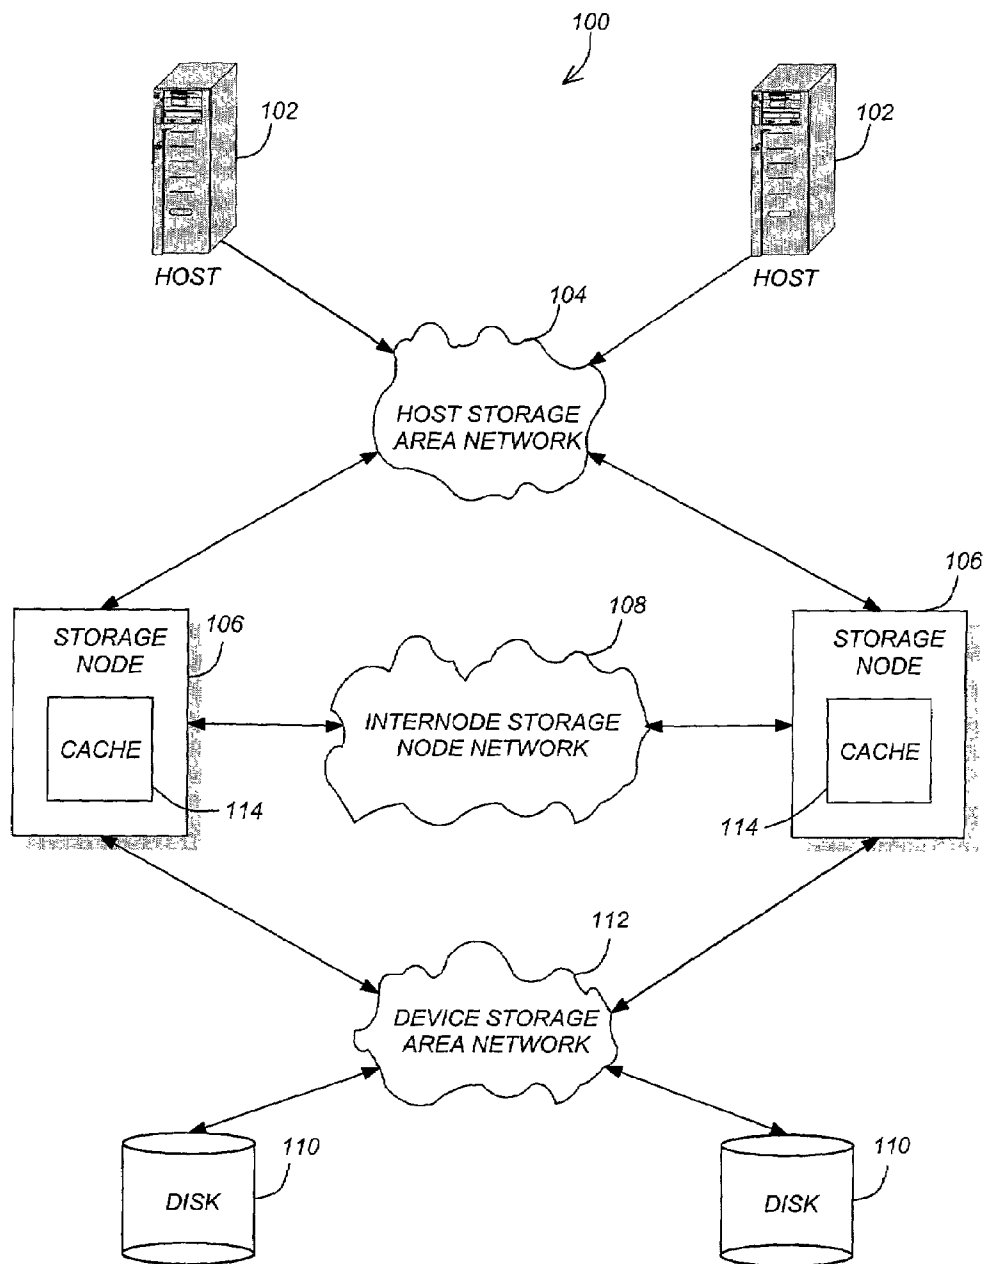 100
102
102
HOST
HOST
104
HOST STORAGE
AREA NETWORK
106
STORAGE
NODE
106
108
STORAGE
NODE
CACHE
INTERNODE STORAGE
NODE NETWORK
CACHE
114
114
112
DEVICE STORAGE
AREA NETWORK
110
DISK
110
DISK